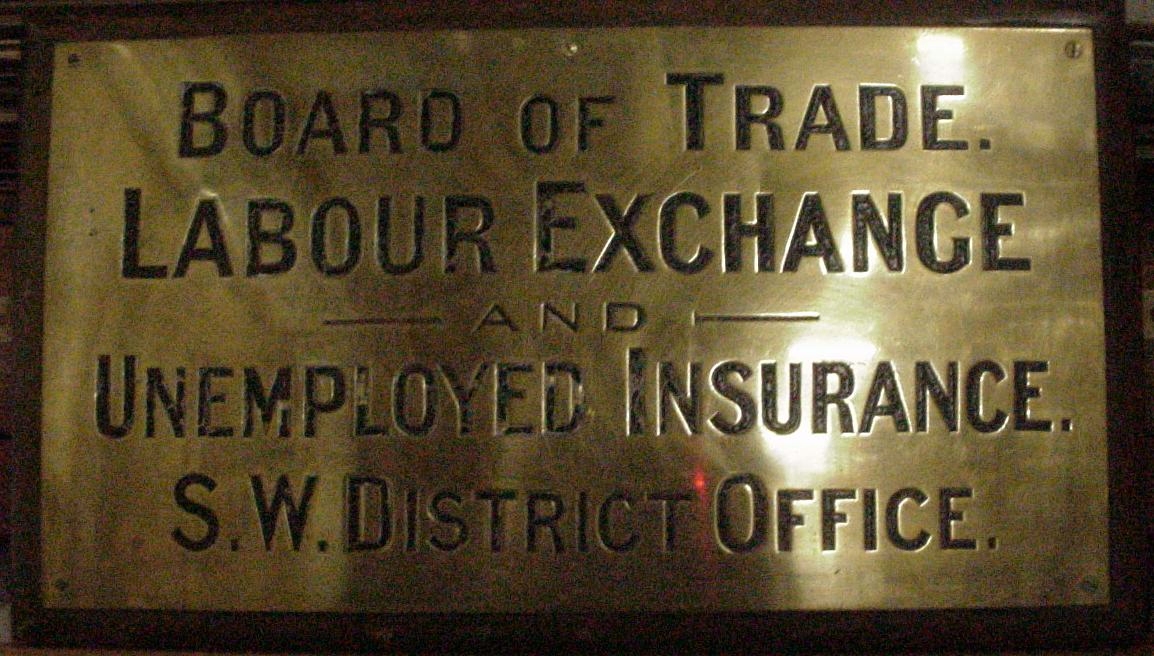 BOARD OF TRADE.
LABOUR EXCHANGE
AND
UNEMPLOYED INSURANCE.
S.W. DISTRICT OFFICE.